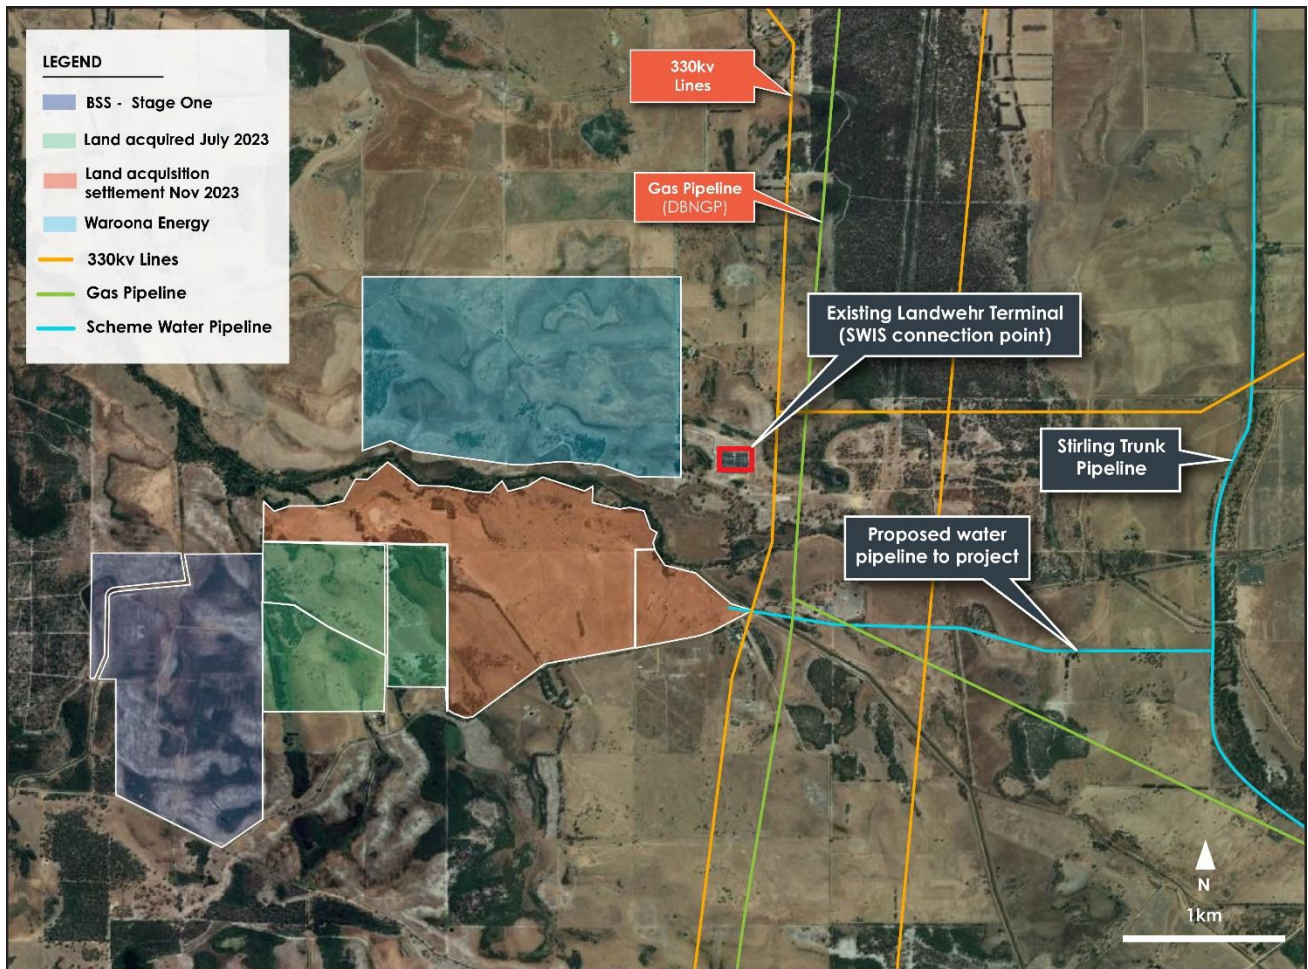 LEGEND
BSS - Stage One
Land acquired July 2023
Land acquisition
settlement Nov 2023
Waroona Energy
330kv Lines
Gas Pipeline
Scheme Water Pipeline
330kv
Lines
Gas Pipeline
(DBNGP)
Existing Landwehr Terminal
(SWIS connection point)
Stirling Trunk
Pipeline
Proposed water
pipeline to project
N
1km